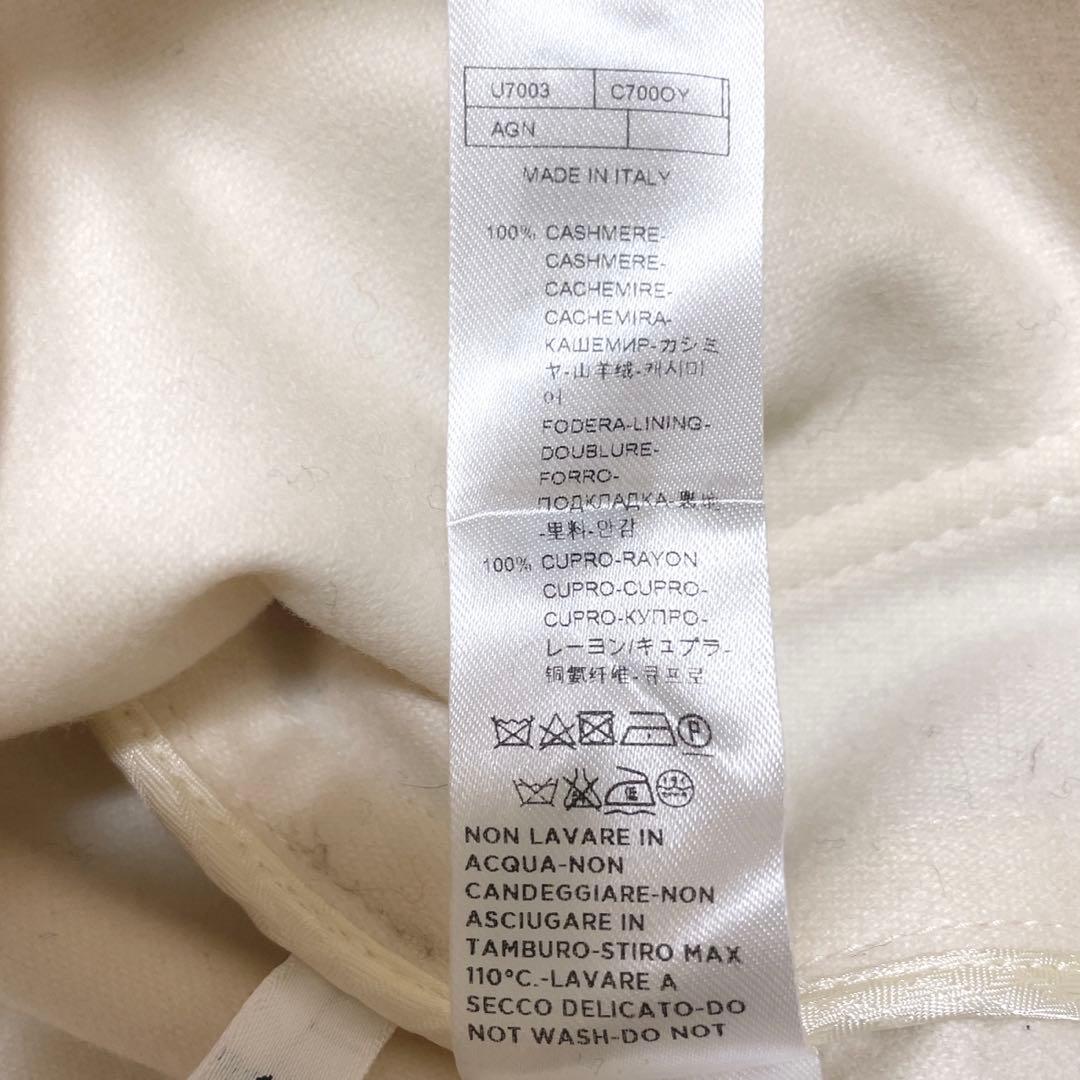 U7003 C700OY
AGN
MADE IN ITALY
100% CASHMERE-
CASHMERE-
CACHEMIRE-
CACHEMIRA-
КАШЕМИР-カシミ
ヤ-山羊绒-캐시미
어
FODERA-LINING-
DOUBLURE-
FORRO-
ПОДКЛАДКА-裏地
-里料-안감
100% CUPRO-RAYON
CUPRO-CUPRO-
CUPRO-КУПРО-
レーヨン/キュプラ-
铜氨纤维-큐프로
P
NON LAVARE IN
ACQUA-NON
CANDEGGIARE-NON
ASCIUGARE IN
TAMBURO-STIRO MAX
110°C.-LAVARE A
SECCO DELICATO-DO
NOT WASH-DO NOT